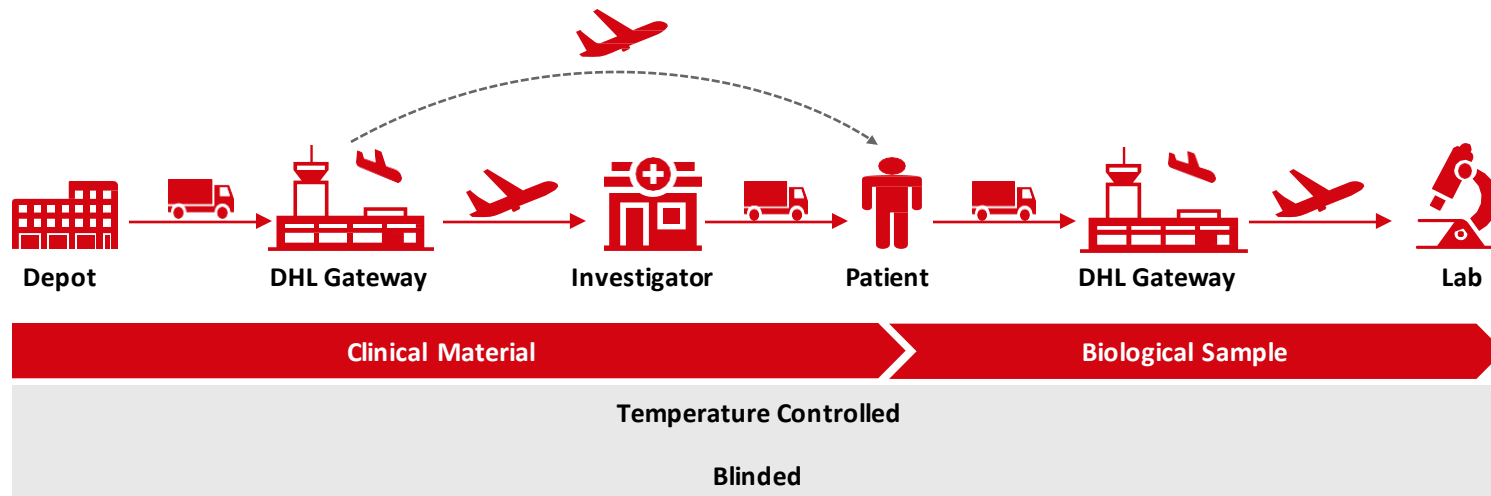 Depot
DHL Gateway
Investigator
Patient
DHL Gateway
Lab
Clinical Material
Biological Sample
Temperature Controlled
Blinded